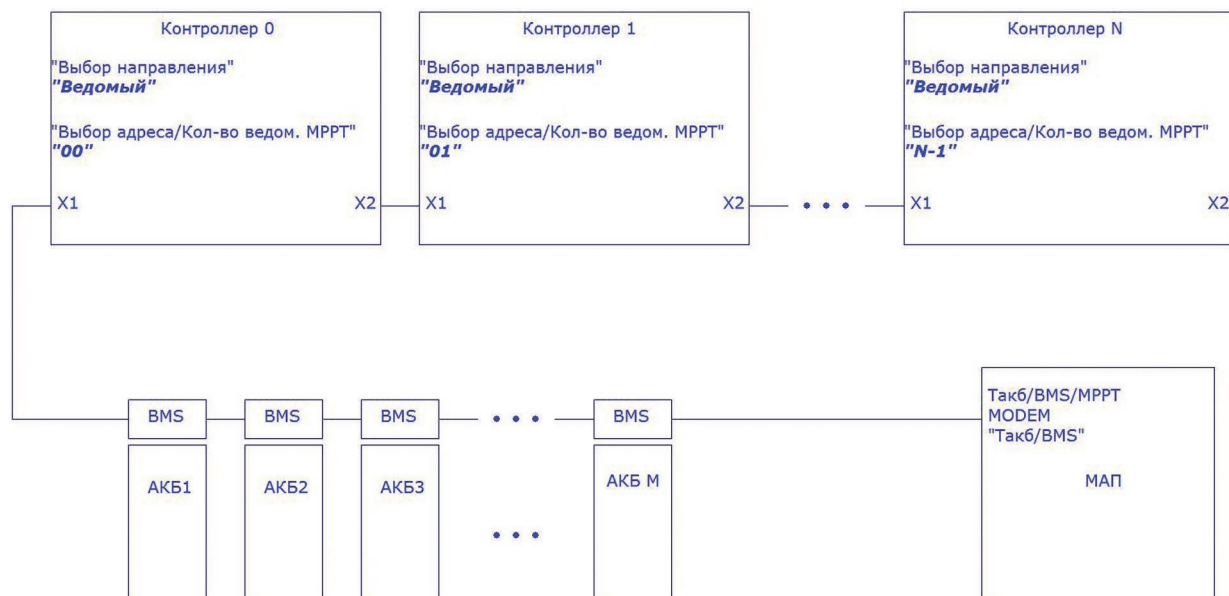 Контроллер 0
"Выбор направления"
"Ведомый"
"Выбор адреса/Кол-во ведом. MPPT"
"00"
X1
X2
Контроллер 1
"Выбор направления"
"Ведомый"
"Выбор адреса/Кол-во ведом. MPPT"
"01"
X1
X2
Контроллер N
"Выбор направления"
"Ведомый"
"Выбор адреса/Кол-во ведом. MPPT"
"N-1"
X1
X2
BMS
BMS
BMS
BMS
АКБ1
АКБ2
АКБ3
АКБ М
Такб/BMS/MPPT
MODEM
"Такб/BMS"
МАП